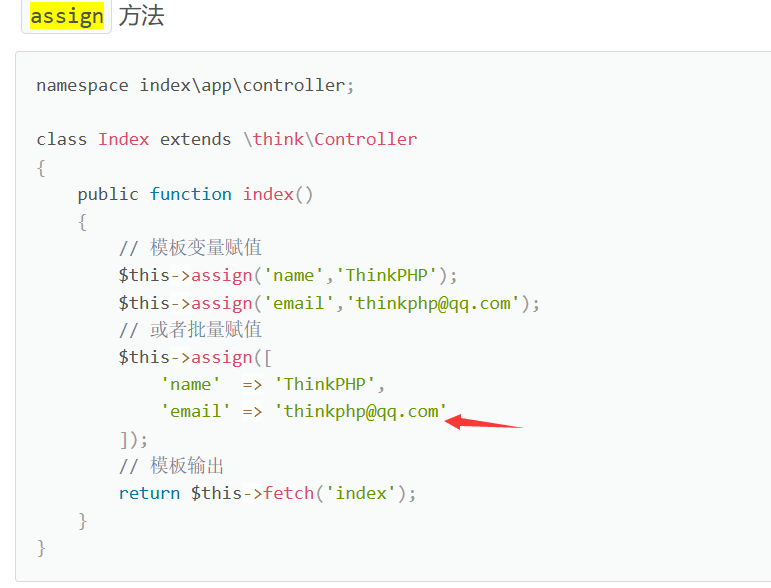 assign 方法
namespace index\app\controller;
class Index extends \think\Controller
{
public function index()
{
// 模板变量赋值
$this->assign('name','ThinkPHP');
$this->assign('email','thinkphp@qq.com');
// 或者批量赋值
$this->assign([
'name'  => 'ThinkPHP',
'email' => 'thinkphp@qq.com'
]);
// 模板输出
return $this->fetch('index');
}
}